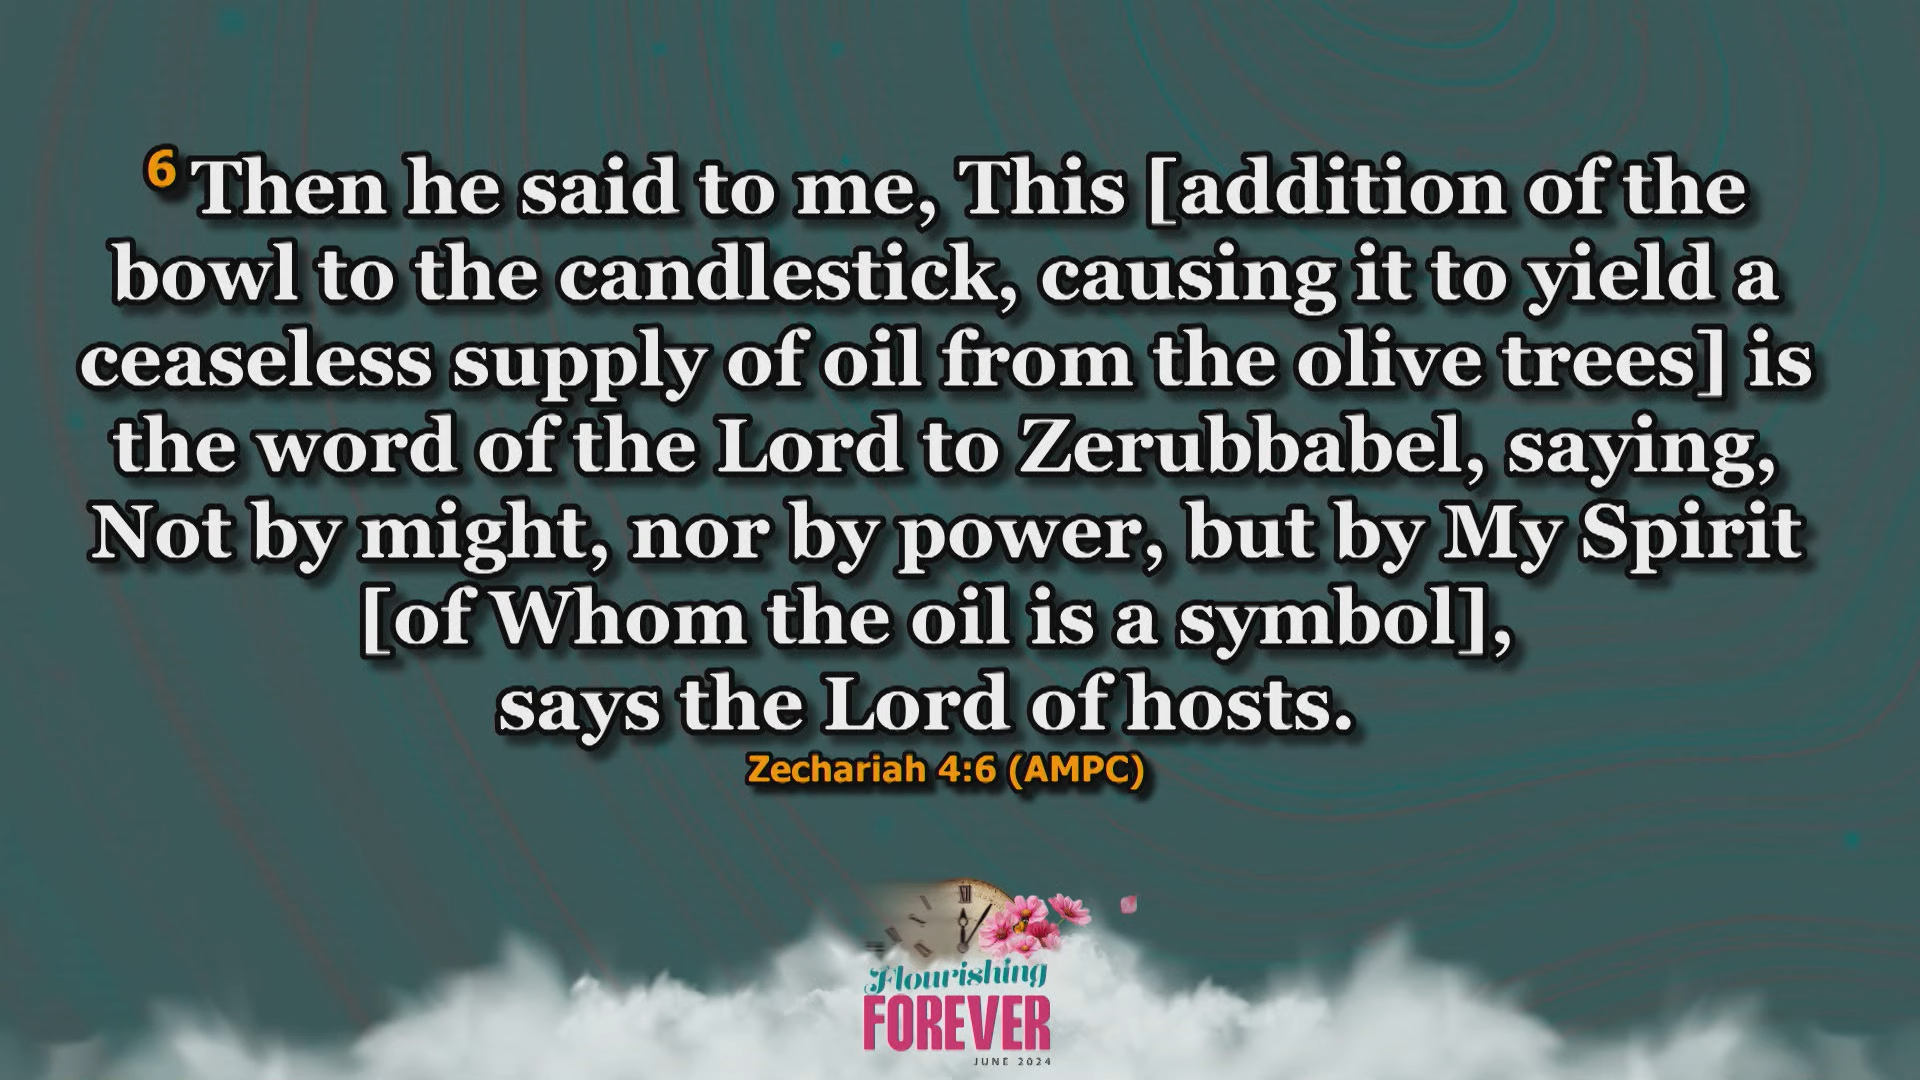 6 Then he said to me, This [addition of the
bowl to the candlestick, causing it to yield a
ceaseless supply of oil from the olive trees] is
the word of the Lord to Zerubbabel, saying,
Not by might, nor by power, but by My Spirit
[of Whom the oil is a symbol],
says the Lord of hosts.
Zechariah 4:6 (AMPC)
XII
Flourishing
FOREVER
JUNE 2024